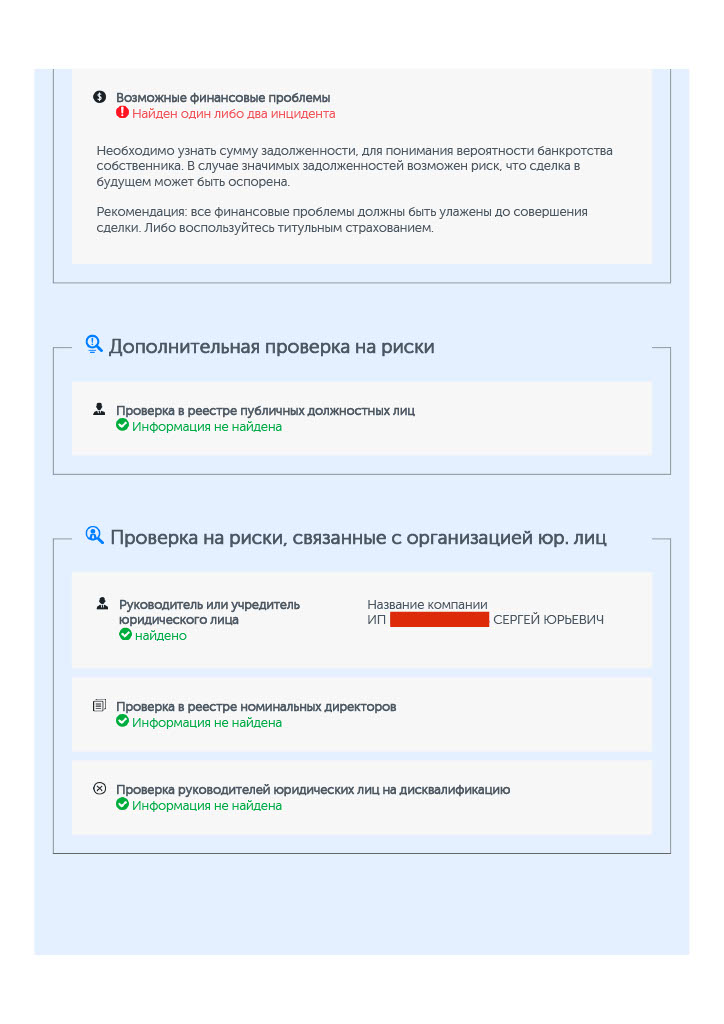 Возможные финансовые проблемы
Найден один либо два инцидента
Необходимо узнать сумму задолженности, для понимания вероятности банкротства
собственника. В случае значимых задолженностей возможен риск, что сделка в
будущем может быть оспорена.
Рекомендация: все финансовые проблемы должны быть улажены до совершения
сделки. Либо воспользуйтесь титульным страхованием.
Дополнительная проверка на риски
Проверка в реестре публичных должностных лиц
Информация не найдена
Проверка на риски, связанные с организацией юр. лиц
Руководитель или учредитель
юридического лица
найдено
Название компании
ИП СЕРГЕЙ ЮРЬЕВИЧ
Проверка в реестре номинальных директоров
Информация не найдена
Проверка руководителей юридических лиц на дисквалификацию
Информация не найдена